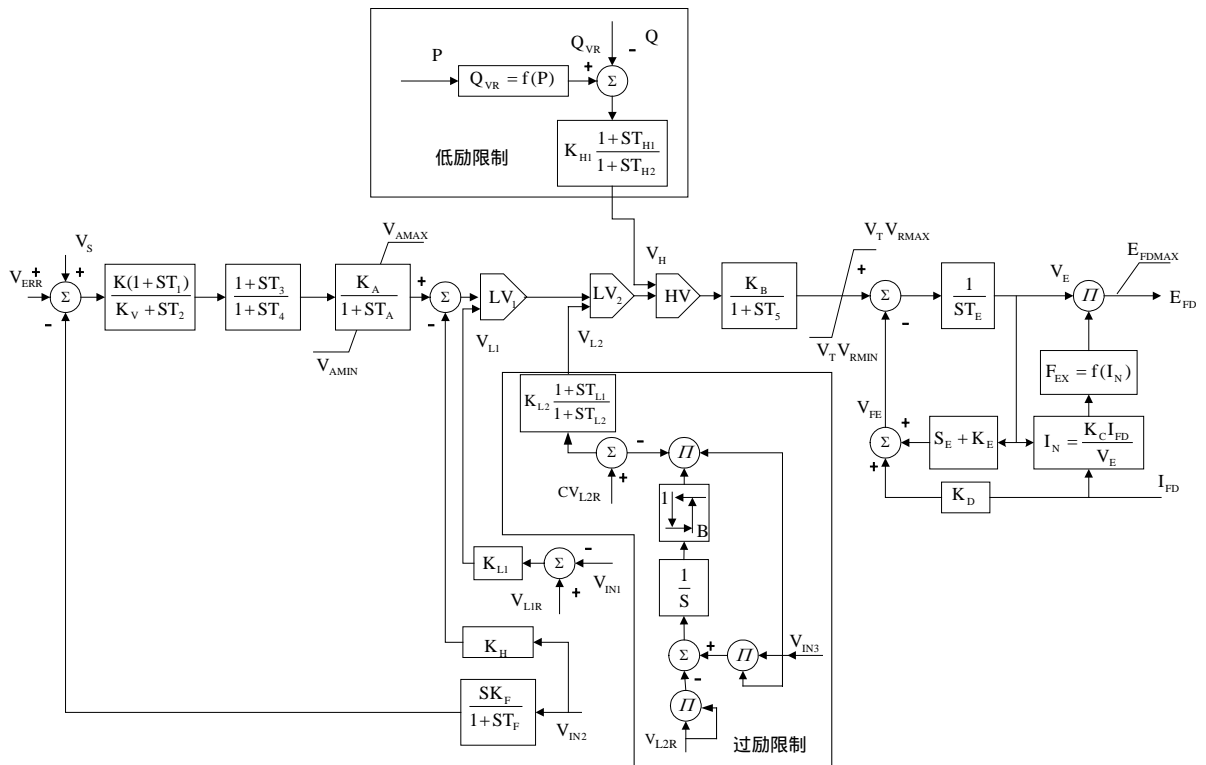 Q_VR
Q
P
Q_VR = f(P)
Σ
K_H1 (1+ST_H1)/(1+ST_H2)
低励限制
V_S
V_ERR
Σ
K(1+ST_1)/(K_V+ST_2)
(1+ST_3)/(1+ST_4)
V_AMAX
K_A/(1+ST_A)
V_AMIN
Σ
LV_1
V_L1
LV_2
V_L2
V_H
HV
K_B/(1+ST_5)
V_T V_RMAX
V_T V_RMIN
Σ
1/(ST_E)
V_E
Π
E_FDMAX
E_FD
F_EX = f(I_N)
V_FE
Σ
S_E + K_E
I_N = K_C I_FD / V_E
K_D
I_FD
K_L2 (1+ST_L1)/(1+ST_L2)
Σ
Π
CV_L2R
1
B
K_L1
Σ
V_IN1
V_L1R
1/S
K_H
Σ
Π
V_IN3
SK_F/(1+ST_F)
V_IN2
Π
V_L2R
过励限制